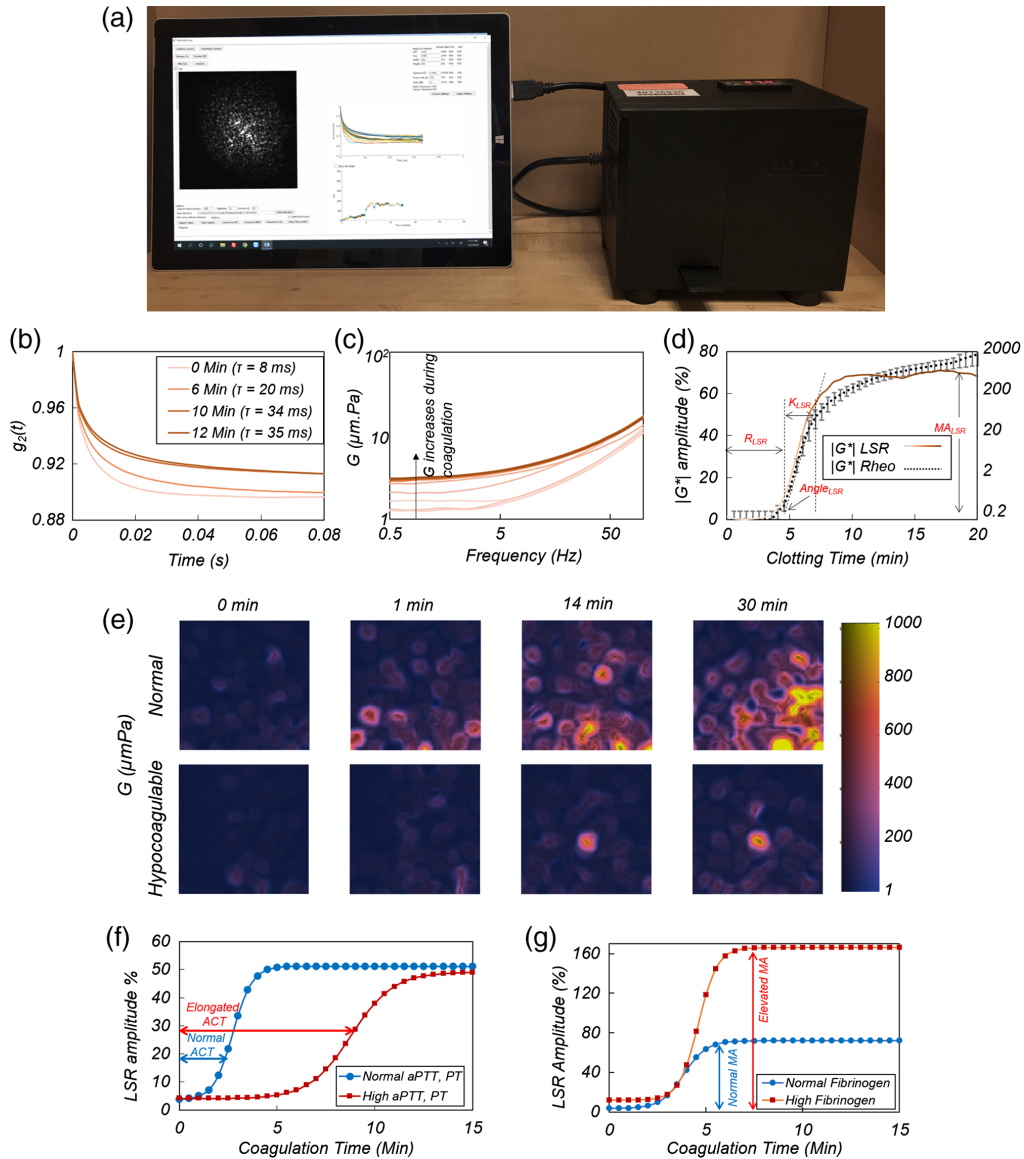 (a)
(b)
1
0.96
0.92
0.88
g2(t)
0 Min (τ = 8 ms)
6 Min (τ = 20 ms)
10 Min (τ = 34 ms)
12 Min (τ = 35 ms)
0 0.02 0.04 0.06 0.08
Time (s)
(c)
10²
10
1
G (µm.Pa)
G increases during
coagulation
0.5 5 50
Frequency (Hz)
(d)
80
60
40
20
0
|G*| amplitude (%)
2000
200
20
2
0.2
KLSR
RLSR
MALSR
AngleLSR
|G*| LSR
|G*| Rheo
0 5 10 15 20
Clotting Time (min)
(e)
0 min 1 min 14 min 30 min
G (µmPa)
Normal
Hypocoagulable
1000
800
600
400
200
1
(f)
60
50
40
30
20
10
0
LSR amplitude %
Elongated
ACT
Normal
ACT
Normal aPTT, PT
High aPTT, PT
0 5 10 15
Coagulation Time (Min)
(g)
160
120
80
40
0
LSR Amplitude (%)
Normal MA
Elevated MA
Normal Fibrinogen
High Fibrinogen
0 5 10 15
Coagulation Time (Min)